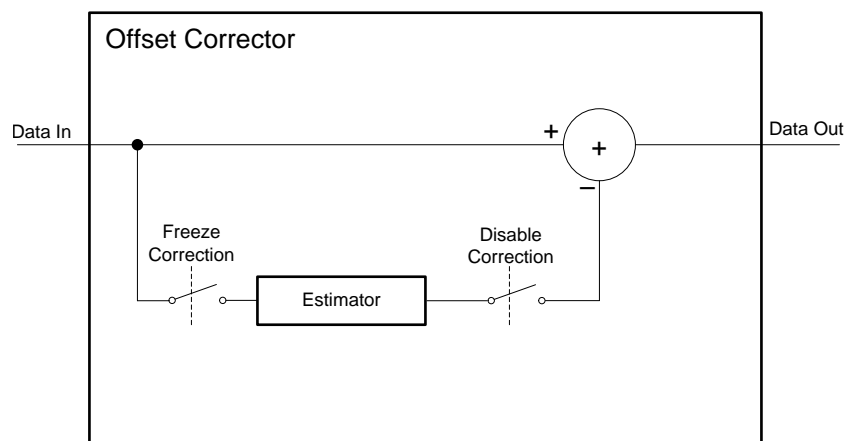 Offset Corrector
Data In
+
+
−
Data Out
Freeze
Correction
Disable
Correction
Estimator